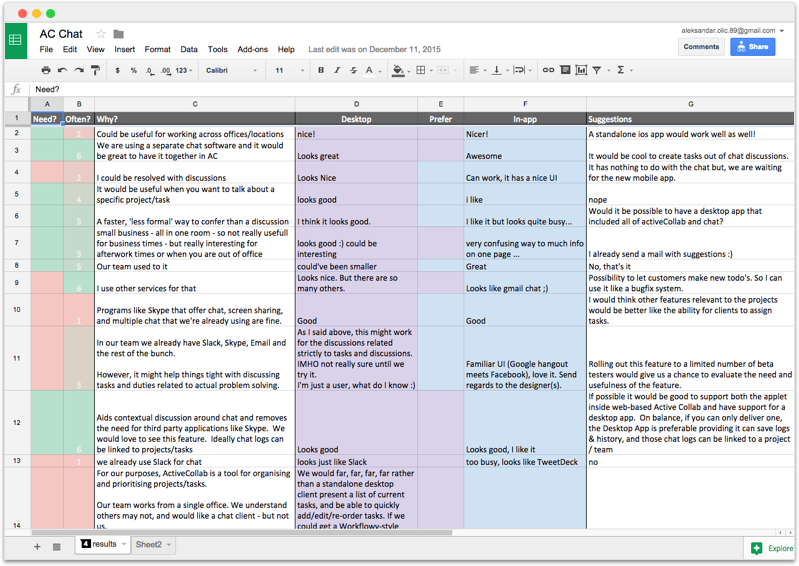 AC Chat
aleksandar.olic.89@gmail.com
File Edit View Insert Format Data Tools Add-ons Help Last edit was on December 11, 2015
Comments Share
$ % .0 .00 123 Calibri 11 B I S A Σ
fx Need?
A B C D E F G
1 Need? Often? Why? Desktop Prefer In-app Suggestions
2 2 Could be useful for working across offices/locations nice! Nicer! A standalone ios app would work well as well!
We are using a separate chat software and it would
3 6 be great to have it together in AC Looks great Awesome It would be cool to create tasks out of chat discussions.
It has nothing to do with the chat but, we are waiting
4 2 I could be resolved with discussions Looks Nice Can work, it has a nice UI for the new mobile app.
It would be useful when you want to talk about a
5 4 specific project/task looks good i like nope
Would it be possible to have a desktop app that
6 5 A faster, 'less formal' way to confer than a discussion I think it looks good. I like it but looks quite busy... included all of activeCollab and chat?
small business - all in one room - so not really usefull
for business times - but really interesting for looks good :) could be very confusing way to much info
7 5 afterwork times or when you are out of office interesting on one page ... I already send a mail with suggestions :)
8 5 Our team used to it could've been smaller Great No, that's it
Looks nice. But there are so Possibility to let customers make new todo's. So I can
9 6 I use other services for that many others. Looks like gmail chat ;) use it like a bugfix system.
I would think other features relevant to the projects
Programs like Skype that offer chat, screen sharing, would be better like the ability for clients to assign
10 1 and multiple chat that we're already using are fine. Good Good tasks.
As I said above, this might work
In our team we already have Slack, Skype, Email and for the discussions related
the rest of the bunch. strictly to tasks and discussions.
IMHO not really sure until we Familiar UI (Google hangout Rolling out this feature to a limited number of beta
However, it might help things tight with discussing try it. meets Facebook), love it. Send testers would give us a chance to evaluate the need and
11 3 tasks and duties related to actual problem solving. I'm just a user, what do I know :) regards to the designer(s). usefulness of the feature.
If possible it would be good to support both the applet
inside web-based Active Collab and have support for a
Aids contextual discussion around chat and removes desktop app. On balance, if you can only deliver one,
the need for third party applications like Skype. We the Desktop App is preferable providing it can save logs
would love to see this feature. Ideally chat logs can & history, and those chat logs can be linked to a project
12 6 be linked to projects/tasks Looks good Looks good, I like it / team
13 1 we already use Slack for chat looks just like Slack too busy, looks like TweetDeck no
For our purposes, ActiveCollab is a tool for organising We would far, far, far, far rather
and prioritising projects/tasks. than a standalone desktop
client present a list of current
Our team works from a single office. We understand tasks, and be able to quickly
others may not, and would like a chat client - but not add/edit/re-order tasks. If we
14 us. could get a Workflowy-style
4 results Sheet2 Explore